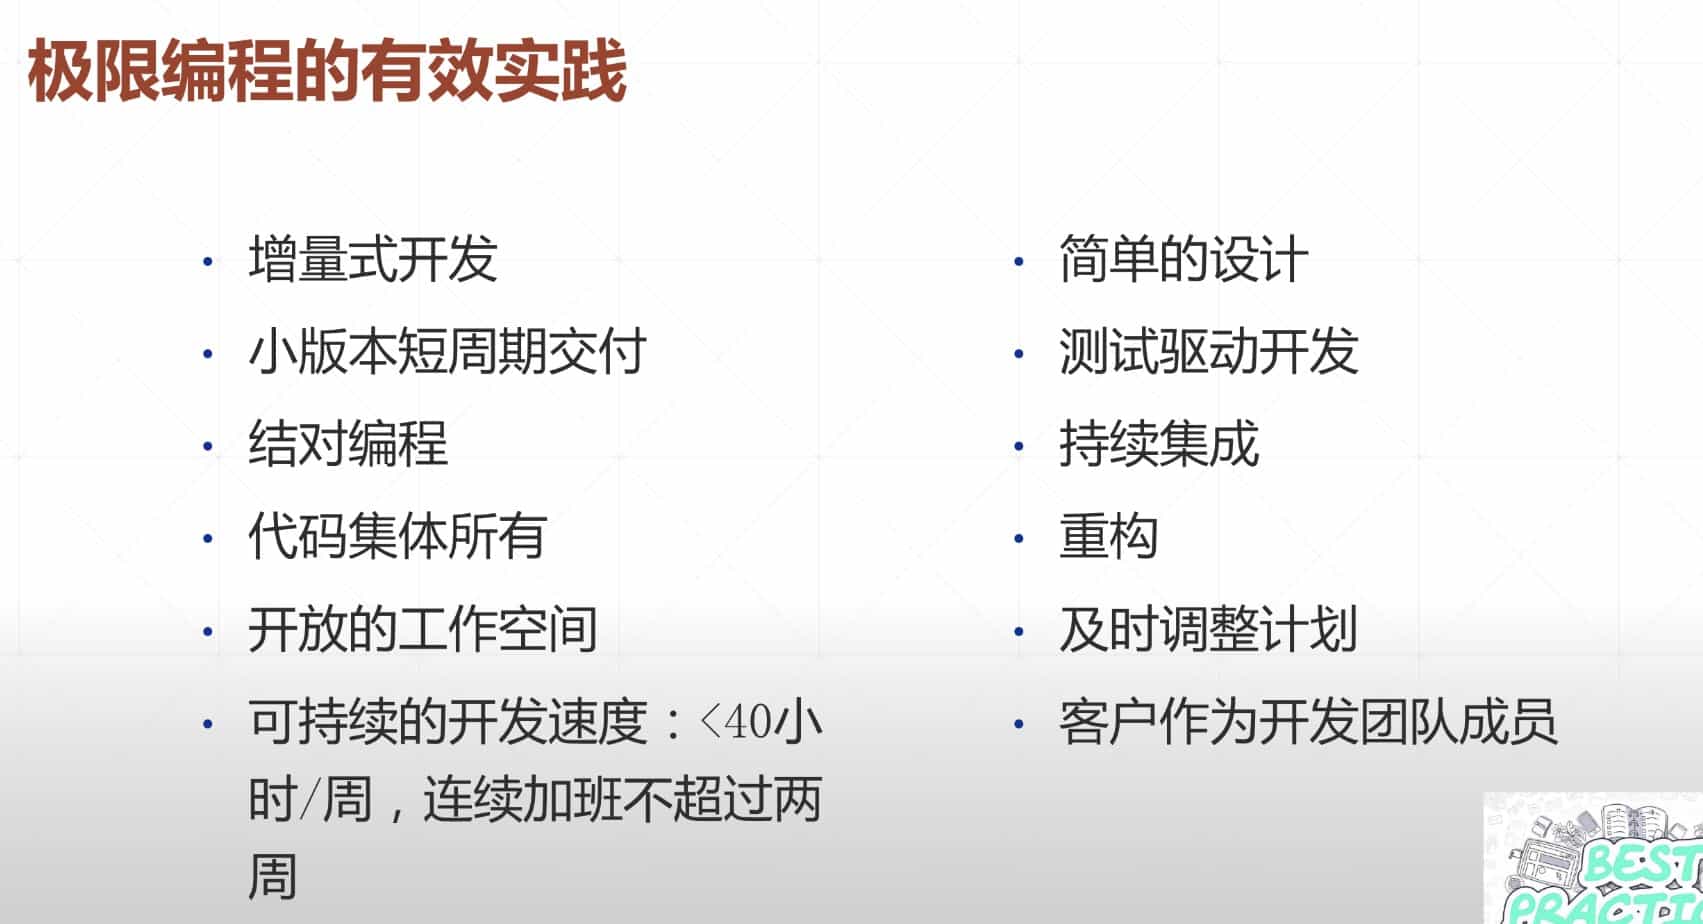 极限编程的有效实践
增量式开发
小版本短周期交付
结对编程
代码集体所有
开放的工作空间
可持续的开发速度：<40小
时/周，连续加班不超过两
周
简单的设计
测试驱动开发
持续集成
重构
及时调整计划
客户作为开发团队成员
BEST